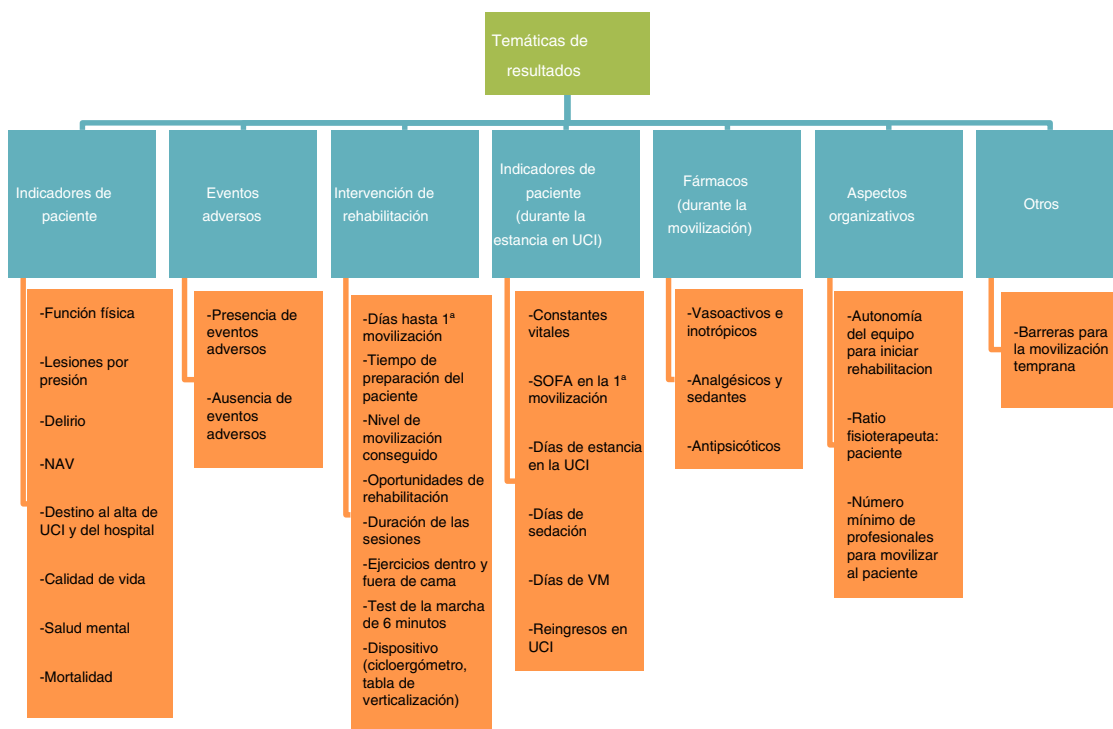 Temáticas de
resultados
Indicadores de
paciente
Eventos
adversos
Intervención de
rehabilitación
Indicadores de
paciente
(durante la
estancia en UCI)
Fármacos
(durante la
movilización)
Aspectos
organizativos
Otros
-Función física
-Lesiones por
presión
-Delirio
-NAV
-Destino al alta de
UCI y del hospital
-Calidad de vida
-Salud mental
-Mortalidad
-Presencia de
eventos
adversos
-Ausencia de
eventos
adversos
-Días hasta 1ª
movilización
-Tiempo de
preparación del
paciente
-Nivel de
movilización
conseguido
-Oportunidades de
rehabilitación
-Duración de las
sesiones
-Ejercicios dentro y
fuera de cama
-Test de la marcha
de 6 minutos
-Dispositivo
(cicloergómetro,
tabla de
verticalización)
-Constantes
vitales
-SOFA en la 1ª
movilización
-Días de estancia
en la UCI
-Días de
sedación
-Días de VM
-Reingresos en
UCI
-Vasoactivos e
inotrópicos
-Analgésicos y
sedantes
-Antipsicóticos
-Autonomía
del equipo
para iniciar
rehabilitacion
-Ratio
fisioterapeuta:
paciente
-Número
mínimo de
profesionales
para movilizar
al paciente
-Barreras para
la movilización
temprana